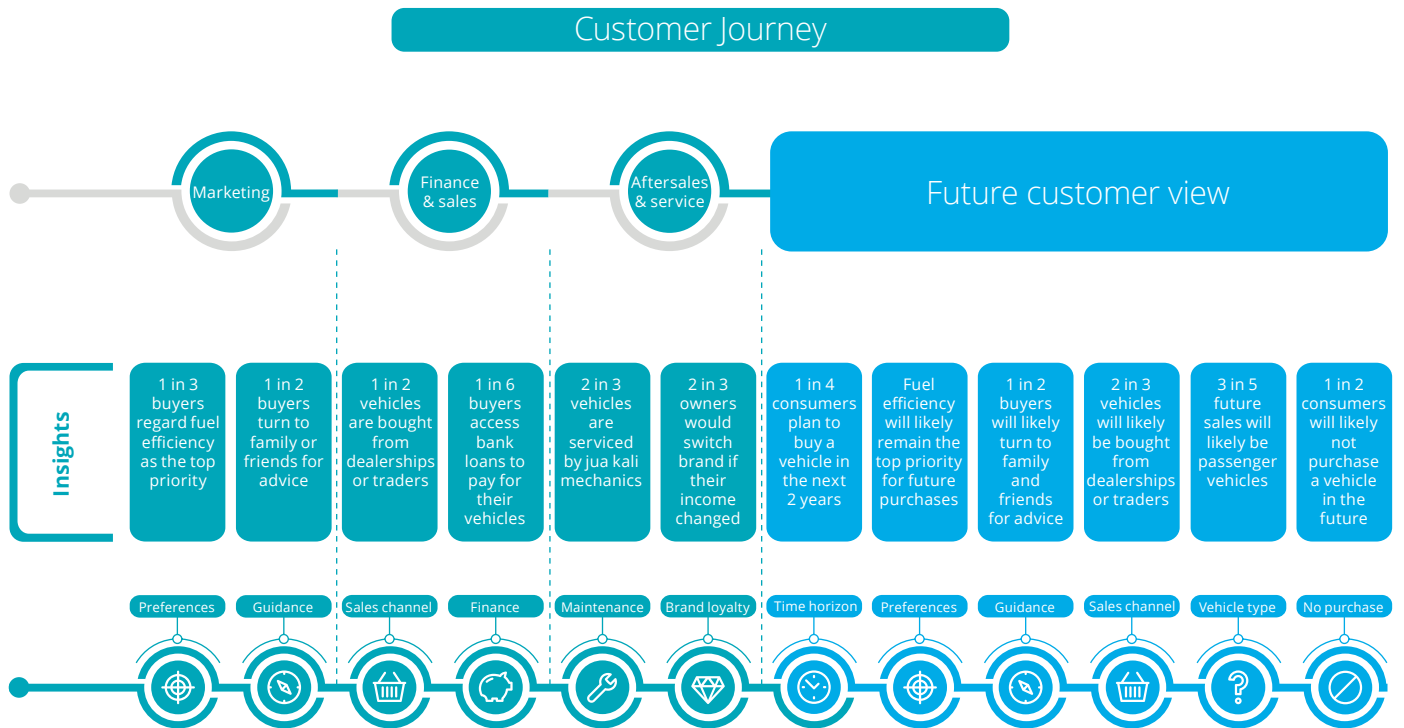 Customer Journey
Marketing
Finance
& sales
Aftersales
& service
Future customer view
Insights
1 in 3
buyers
regard fuel
efficiency
as the top
priority
1 in 2
buyers
turn to
family or
friends for
advice
1 in 2
vehicles
are bought
from
dealerships
or traders
1 in 6
buyers
access
bank
loans to
pay for
their
vehicles
2 in 3
vehicles
are
serviced
by jua kali
mechanics
2 in 3
owners
would
switch
brand if
their
income
changed
1 in 4
consumers
plan to
buy a
vehicle in
the next
2 years
Fuel
efficiency
will likely
remain the
top priority
for future
purchases
1 in 2
buyers
will likely
turn to
family
and
friends
for advice
2 in 3
vehicles
will likely
be bought
from
dealerships
or traders
3 in 5
future
sales will
likely be
passenger
vehicles
1 in 2
consumers
will likely
not
purchase
a vehicle
in the
future
Preferences
Guidance
Sales channel
Finance
Maintenance
Brand loyalty
Time horizon
Preferences
Guidance
Sales channel
Vehicle type
No purchase